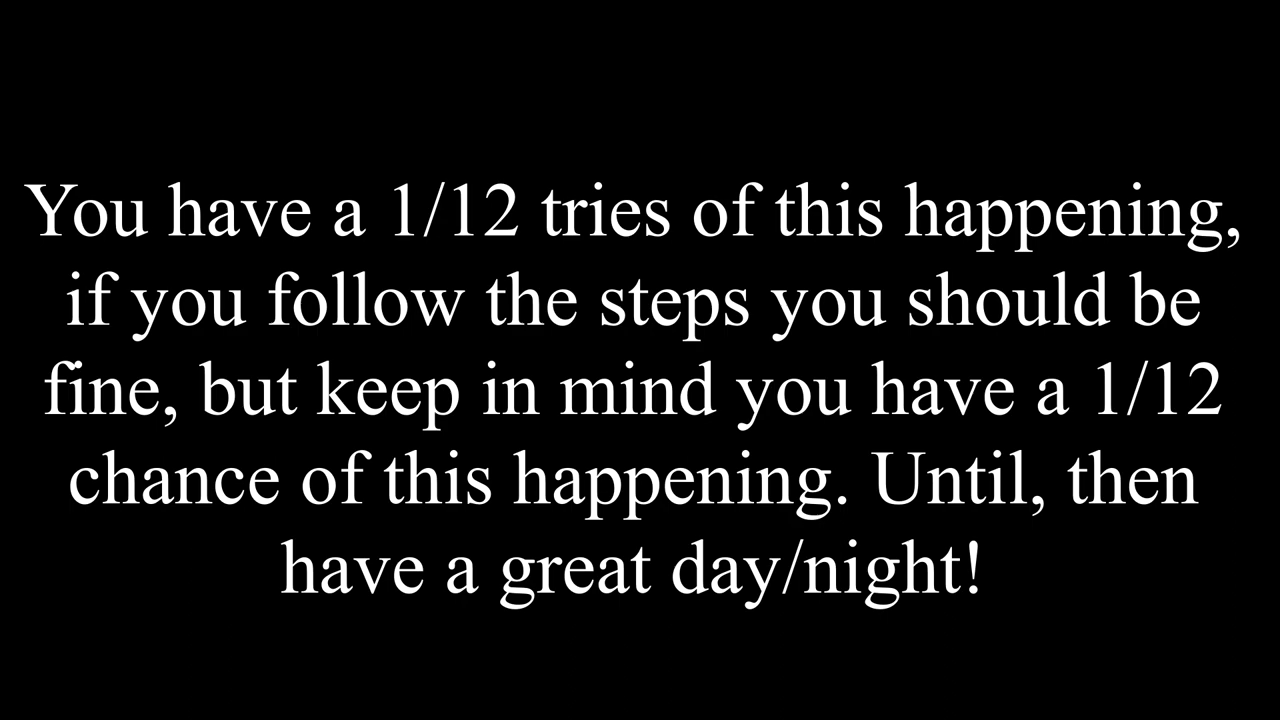 You have a 1/12 tries of this happening,
if you follow the steps you should be
fine, but keep in mind you have a 1/12
chance of this happening. Until, then
have a great day/night!